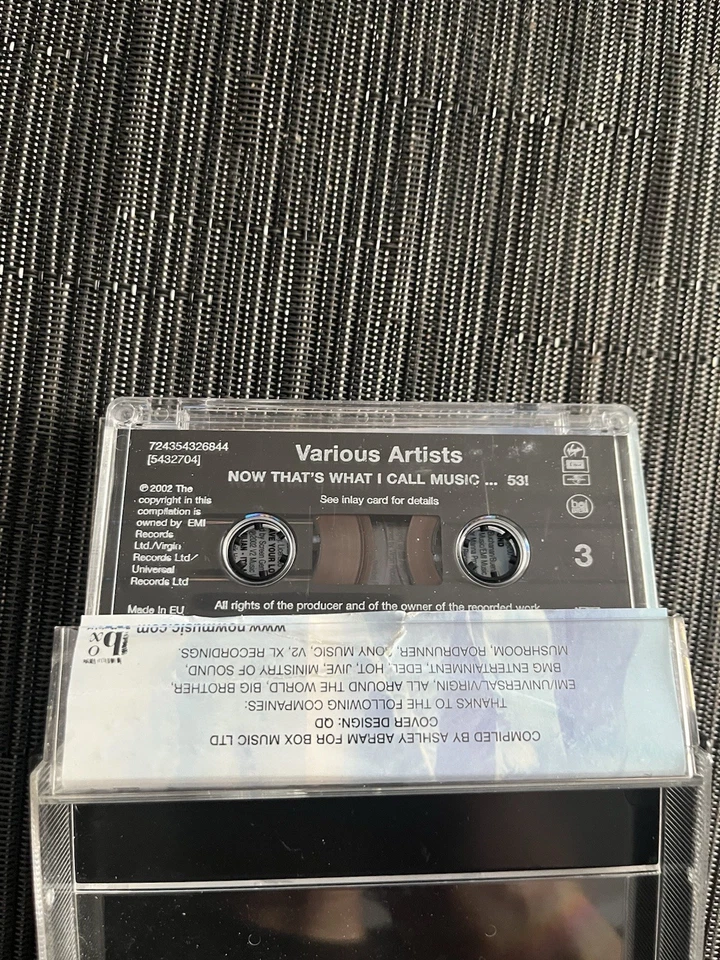 724354326844
[5432704]
Various Artists
NOW THAT'S WHAT I CALL MUSIC ... 53!
See inlay card for details
℗ 2002 The
copyright in this
compilation is
owned by EMI
Records
Ltd./Virgin
Records Ltd/
Universal
Records Ltd
3
Made in EU
All rights of the producer and of the owner of the recorded work
COMPILED BY ASHLEY ABRAM FOR BOX MUSIC LTD
COVER DESIGN: QD
THANKS TO THE FOLLOWING COMPANIES:
EMI/UNIVERSAL/VIRGIN, ALL AROUND THE WORLD, BIG BROTHER,
BMG ENTERTAINMENT, EDEL, HOT, JIVE, MINISTRY OF SOUND,
MUSHROOM, ROADRUNNER, SONY MUSIC, V2, XL RECORDINGS.
www.nowmusic.com
box